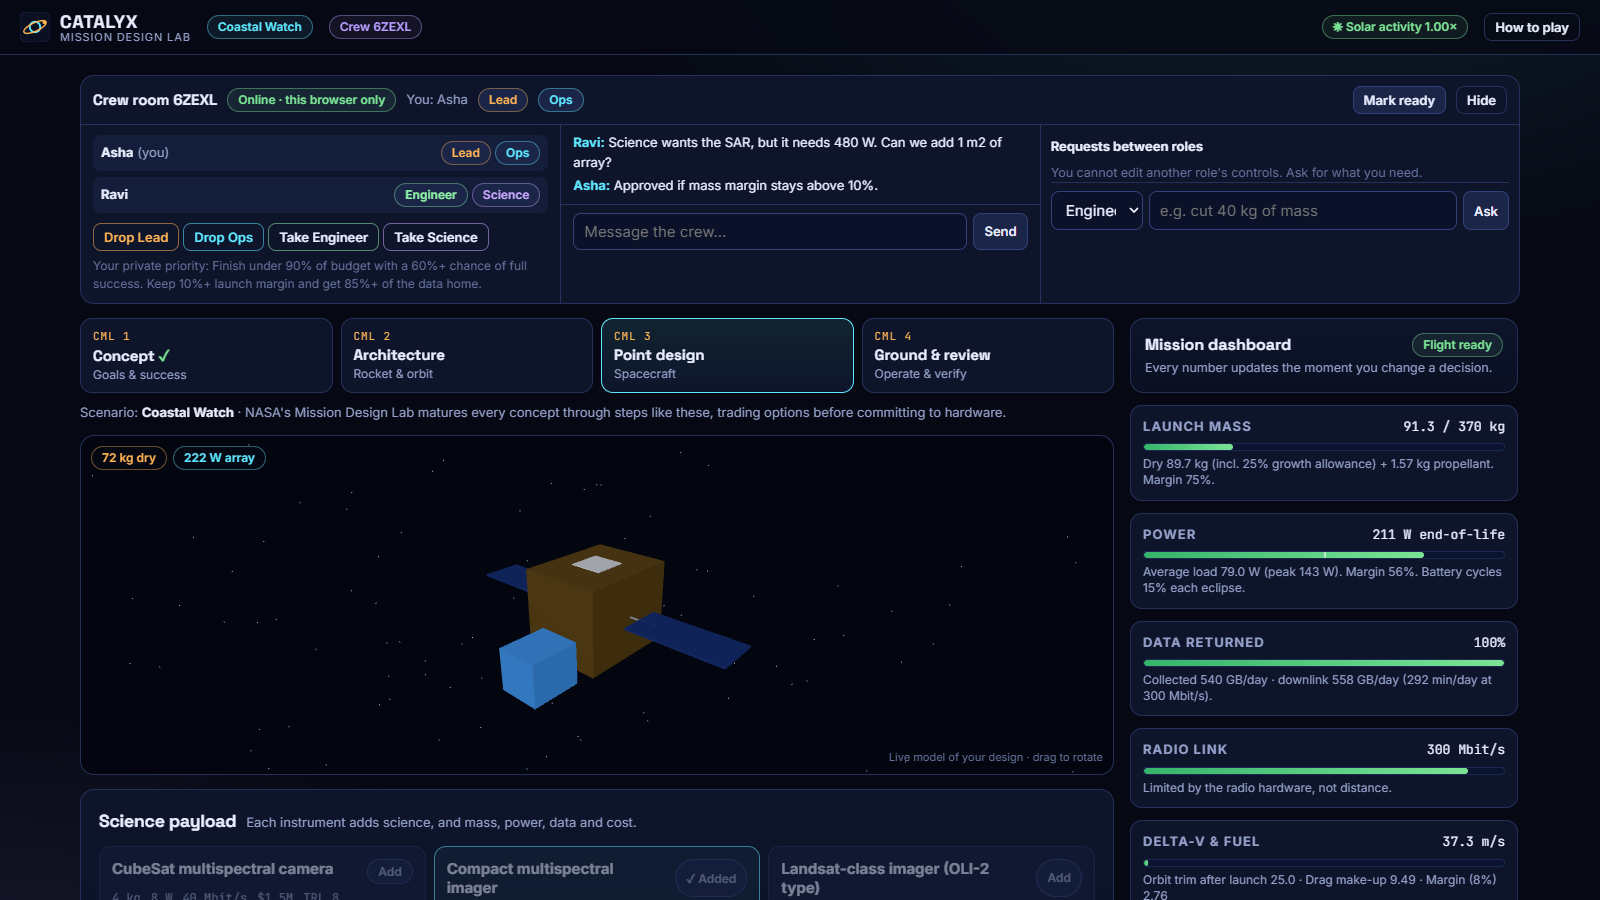 CATALYX
MISSION DESIGN LAB
Coastal Watch
Crew 6ZEXL
❋ Solar activity 1.00×
How to play
Crew room 6ZEXL
Online · this browser only
You: Asha
Lead
Ops
Mark ready
Hide
Asha (you)
Lead
Ops
Ravi
Engineer
Science
Drop Lead
Drop Ops
Take Engineer
Take Science
Your private priority: Finish under 90% of budget with a 60%+ chance of full
success. Keep 10%+ launch margin and get 85%+ of the data home.
Ravi: Science wants the SAR, but it needs 480 W. Can we add 1 m2 of
array?
Asha: Approved if mass margin stays above 10%.
Message the crew...
Send
Requests between roles
You cannot edit another role's controls. Ask for what you need.
Enginee
e.g. cut 40 kg of mass
Ask
CML 1
Concept ✓
Goals & success
CML 2
Architecture
Rocket & orbit
CML 3
Point design
Spacecraft
CML 4
Ground & review
Operate & verify
Scenario: Coastal Watch · NASA's Mission Design Lab matures every concept through steps like these, trading options before committing to hardware.
72 kg dry
222 W array
Live model of your design · drag to rotate
Science payload
Each instrument adds science, and mass, power, data and cost.
CubeSat multispectral camera
Add
4 kg 8 W 40 Mbit/s $1.5M TRL 8
Compact multispectral
imager
✓ Added
Landsat-class imager (OLI-2
type)
Add
Mission dashboard
Flight ready
Every number updates the moment you change a decision.
LAUNCH MASS
91.3 / 370 kg
Dry 89.7 kg (incl. 25% growth allowance) + 1.57 kg propellant.
Margin 75%.
POWER
211 W end-of-life
Average load 79.0 W (peak 143 W). Margin 56%. Battery cycles
15% each eclipse.
DATA RETURNED
100%
Collected 540 GB/day · downlink 558 GB/day (292 min/day at
300 Mbit/s).
RADIO LINK
300 Mbit/s
Limited by the radio hardware, not distance.
DELTA-V & FUEL
37.3 m/s
Orbit trim after launch 25.0 · Drag make-up 9.49 · Margin (8%)
2.76